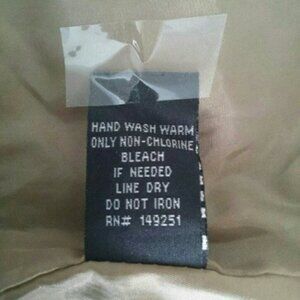 HAND WASH WARM
ONLY NON-CHLORINE
BLEACH
IF NEEDED
LINE DRY
DO NOT IRON
RN# 149251